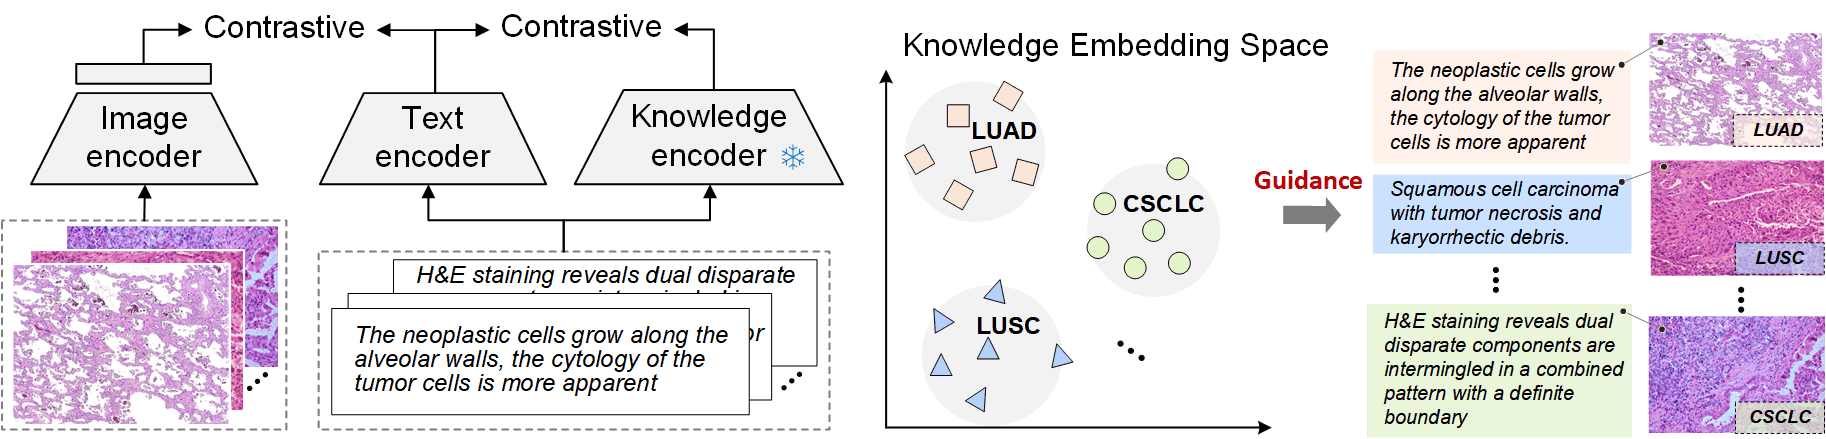 Contrastive
Contrastive
Image
encoder
Text
encoder
Knowledge
encoder
H&E staining reveals dual disparate
or
The neoplastic cells grow along the
alveolar walls, the cytology of the
tumor cells is more apparent
Knowledge Embedding Space
LUAD
CSCLC
LUSC
Guidance
The neoplastic cells grow
along the alveolar walls,
the cytology of the tumor
cells is more apparent
LUAD
Squamous cell carcinoma
with tumor necrosis and
karyorrhectic debris.
LUSC
H&E staining reveals dual
disparate components are
intermingled in a combined
pattern with a definite
boundary
CSCLC